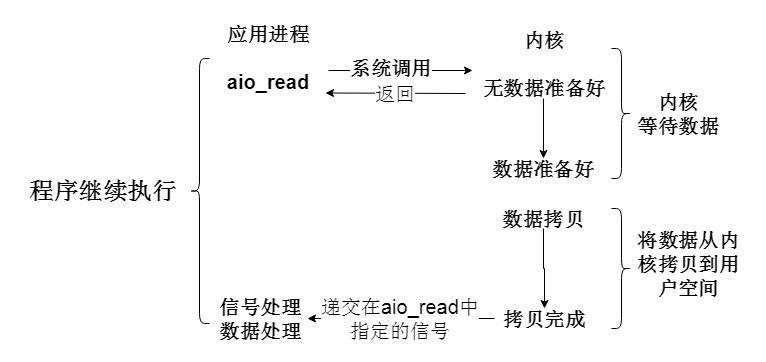 应用进程
内核
系统调用
aio_read
返回
无数据准备好
内核
等待数据
数据准备好
程序继续执行
数据拷贝
将数据从内
核拷贝到用
户空间
信号处理
数据处理
递交在aio_read中
指定的信号
拷贝完成